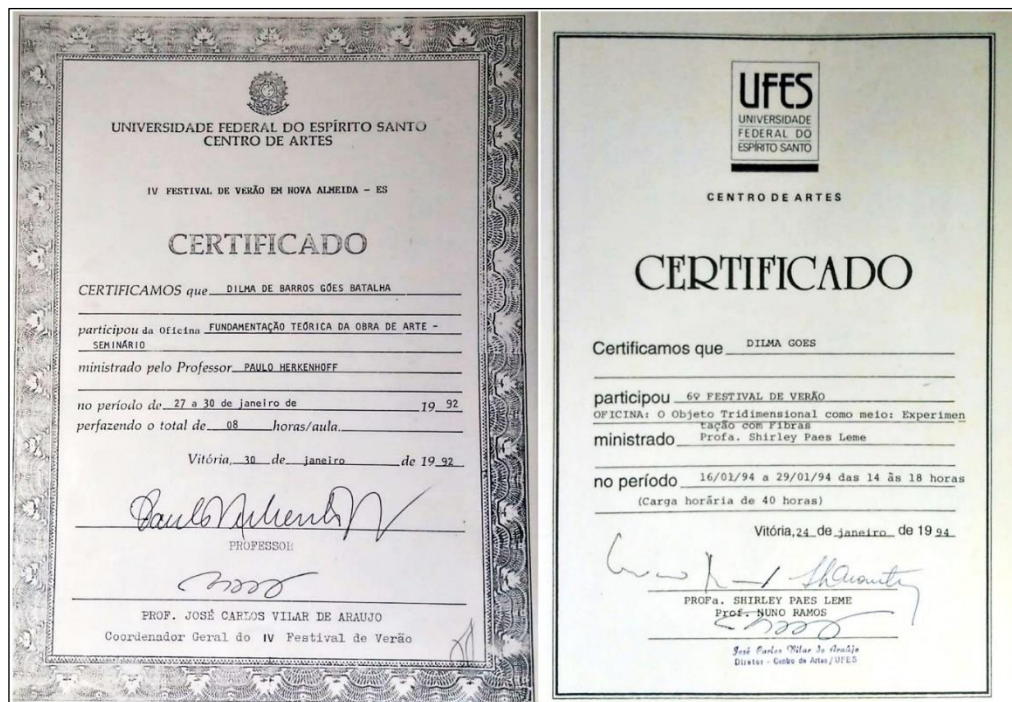 UNIVERSIDADE FEDERAL DO ESPÍRITO SANTO
CENTRO DE ARTES
IV FESTIVAL DE VERÃO EM NOVA ALMEIDA - ES
CERTIFICADO
CERTIFICAMOS que DILMA DE BARROS GÓES BATALHA
participou da Oficina FUNDAMENTAÇÃO TEÓRICA DA OBRA DE ARTE -
SEMINÁRIO
ministrado pelo Professor PAULO HERKENHOFF
no período de 27 a 30 de janeiro de 19 92
perfazendo o total de 08 horas/aula.
Vitória, 30 de janeiro de 19 92
PROFESSOR
PROF. JOSÉ CARLOS VILAR DE ARAUJO
Coordenador Geral do IV Festival de Verão
UFES
UNIVERSIDADE
FEDERAL DO
ESPÍRITO SANTO
CENTRO DE ARTES
CERTIFICADO
Certificamos que DILMA GOES
participou 6º FESTIVAL DE VERÃO
OFICINA: O Objeto Tridimensional como meio: Experimen
tação com Fibras
ministrado Profa. Shirley Paes Leme
no período 16/01/94 a 29/01/94 das 14 às 18 horas
(Carga horária de 40 horas)
Vitória, 24 de janeiro de 19 94
PROFa. SHIRLEY PAES LEME
Prof. NUNO RAMOS
José Carlos Vilar de Araújo
Diretor - Centro de Artes/UFES